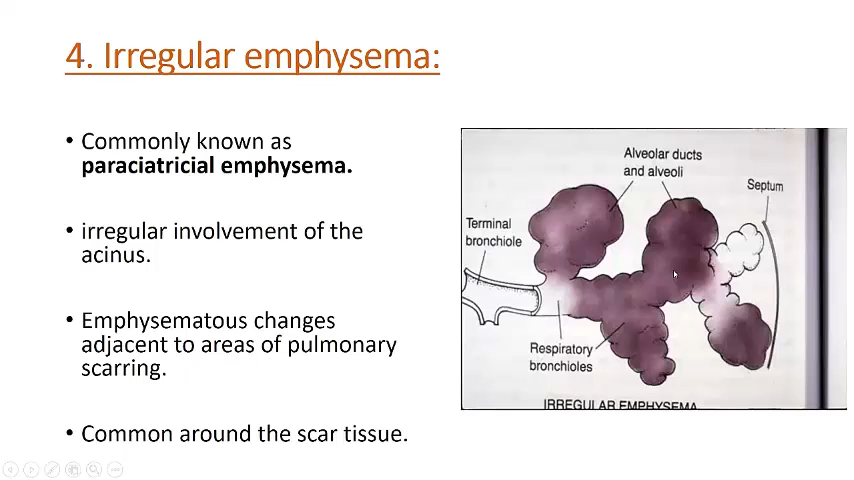 4. Irregular emphysema:
• Commonly known as
paraciatricial emphysema.
• irregular involvement of the
acinus.
• Emphysematous changes
adjacent to areas of pulmonary
scarring.
• Common around the scar tissue.
Alveolar ducts
and alveoli
Septum
Terminal
bronchiole
Respiratory
bronchioles
IRREGULAR EMPHYSEMA